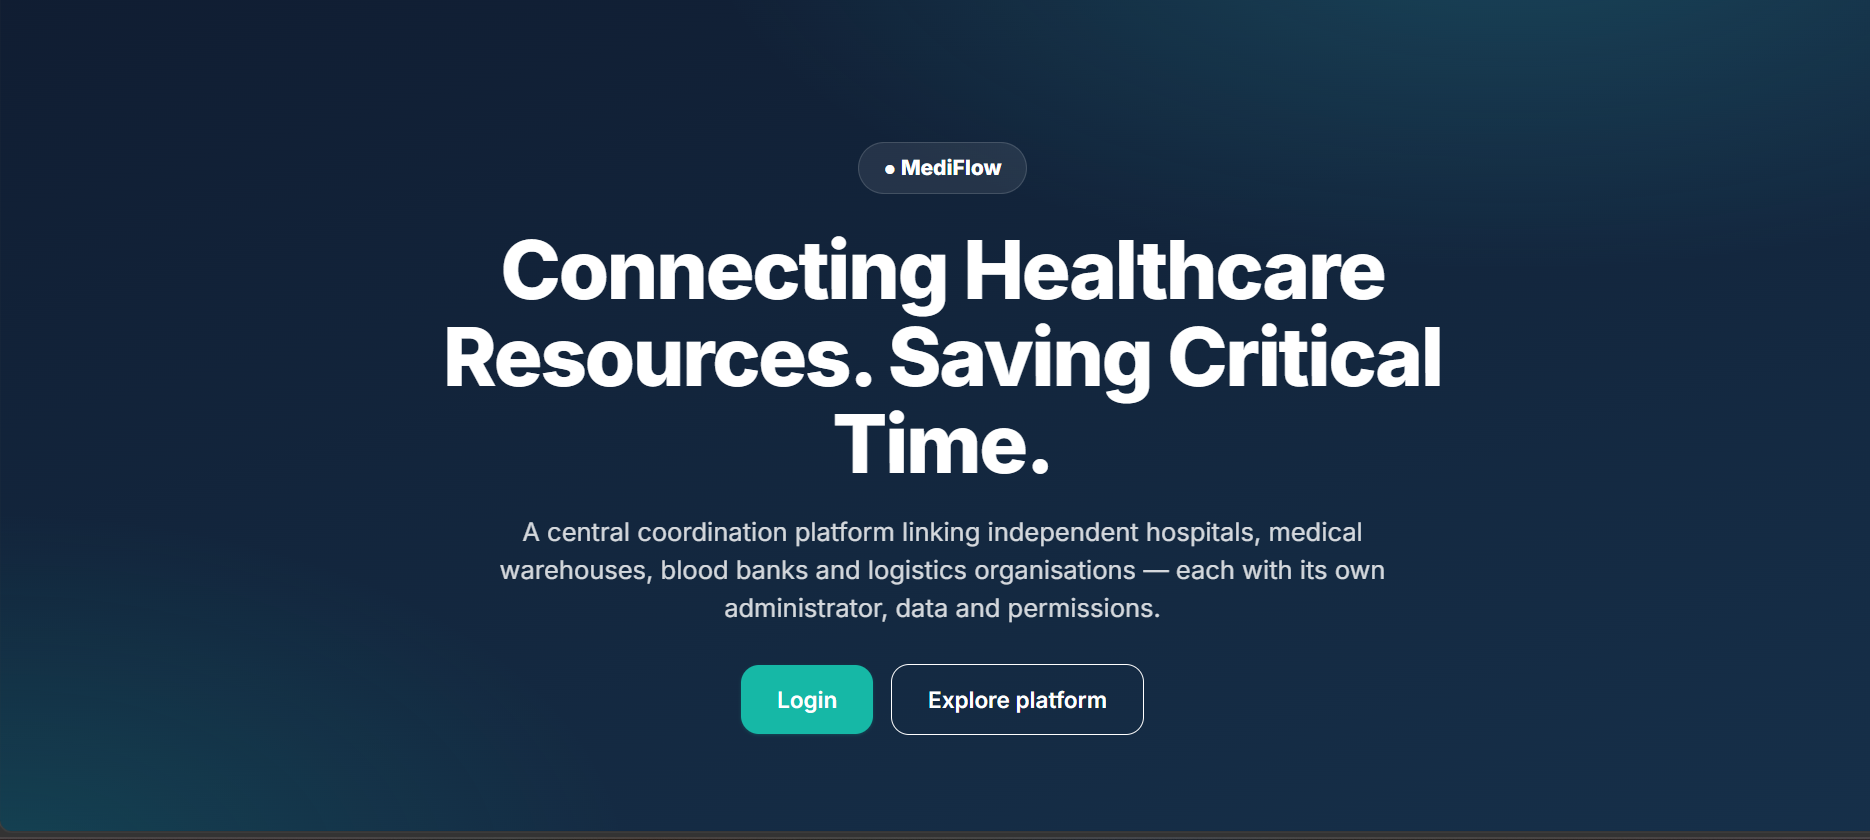 MediFlow
Connecting Healthcare
Resources. Saving Critical
Time.
A central coordination platform linking independent hospitals, medical
warehouses, blood banks and logistics organisations — each with its own
administrator, data and permissions.
Login
Explore platform